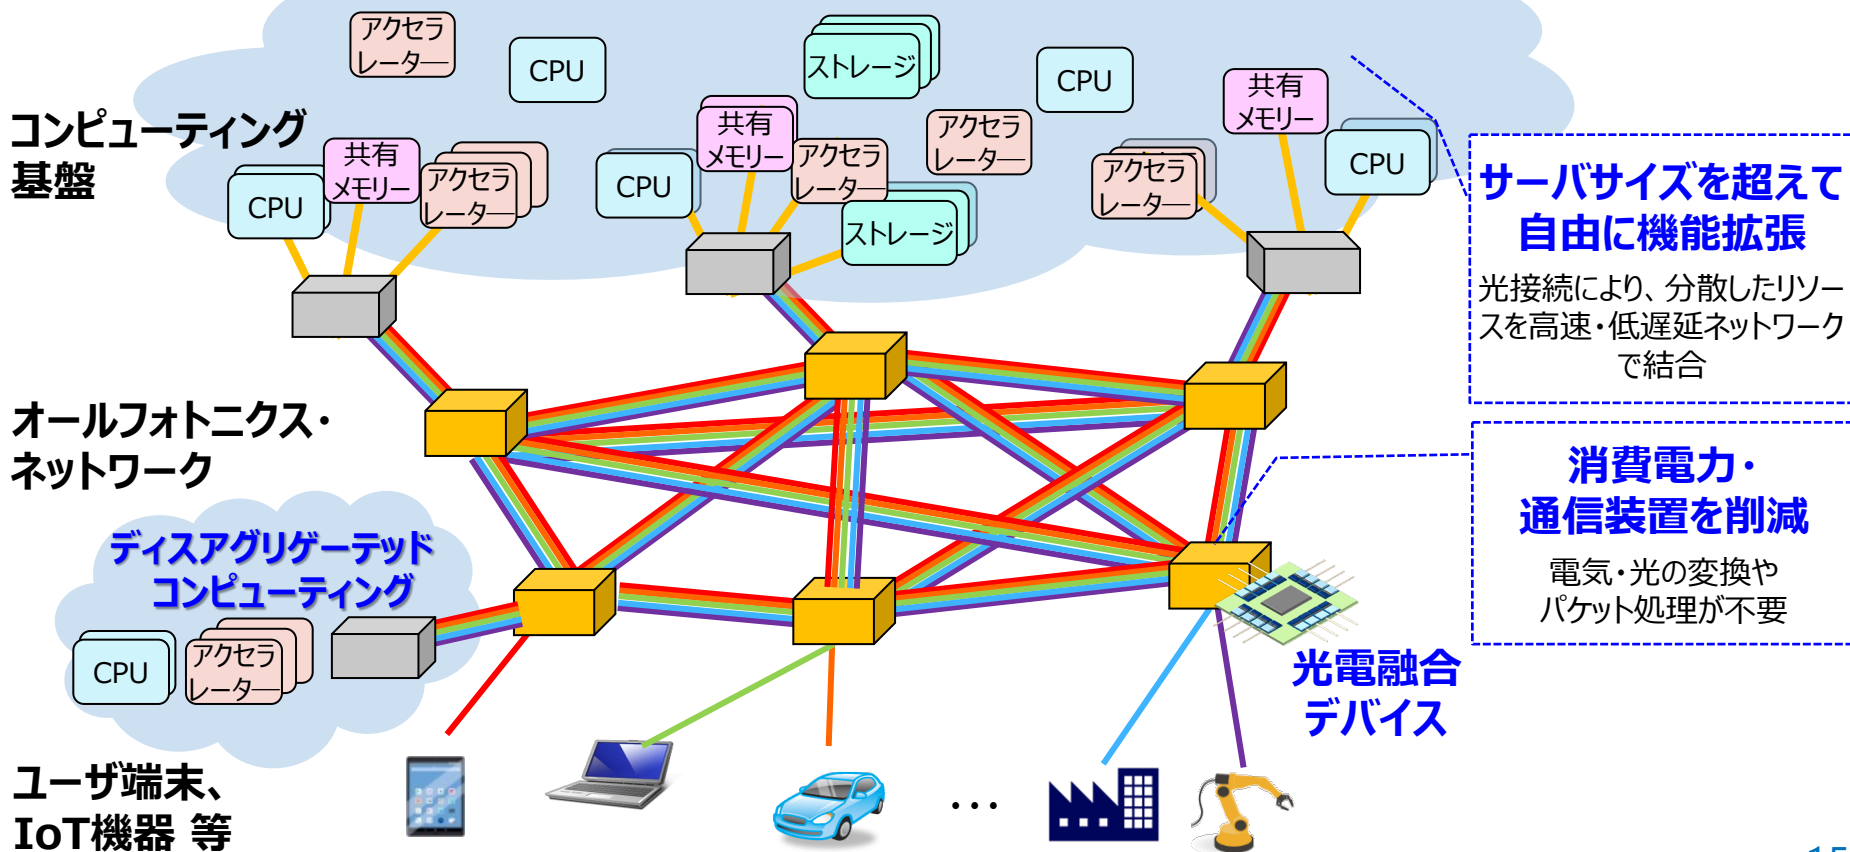 アクセラ
レーター
CPU
ストレージ
CPU
共有
メモリー
コンピューティング
基盤
共有
メモリー
アクセラ
レーター
CPU
共有
メモリー
アクセラ
レーター
CPU
アクセラ
レーター
ストレージ
アクセラ
レーター
CPU
サーバサイズを超えて
自由に機能拡張
光接続により、分散したリソー
スを高速・低遅延ネットワーク
で結合
オールフォトニクス・
ネットワーク
消費電力・
通信装置を削減
電気・光の変換や
パケット処理が不要
ディスアグリゲーテッド
コンピューティング
CPU
アクセラ
レーター
光電融合
デバイス
ユーザ端末、
IoT機器 等
…
15